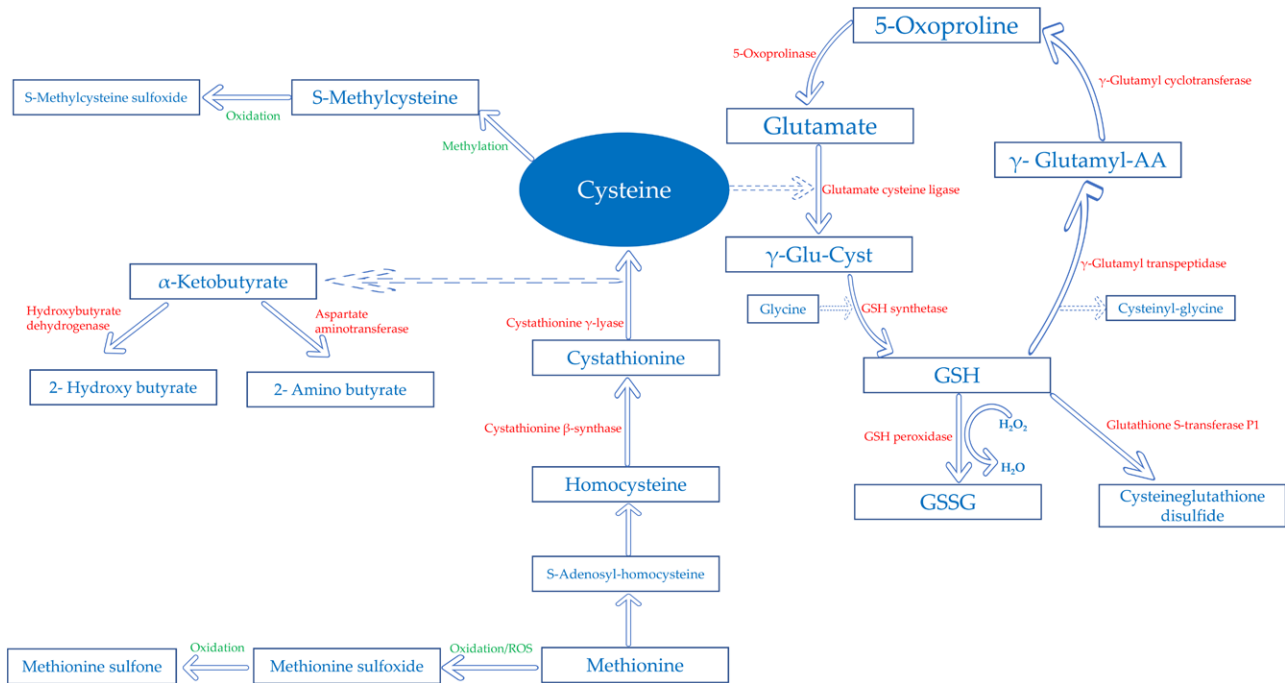 5-Oxoproline
5-Oxoprolinase
γ-Glutamyl cyclotransferase
S-Methylcysteine sulfoxide
S-Methylcysteine
Oxidation
Methylation
Glutamate
γ- Glutamyl-AA
Cysteine
Glutamate cysteine ligase
γ-Glu-Cyst
γ-Glutamyl transpeptidase
α-Ketobutyrate
Hydroxybutyrate
dehydrogenase
Aspartate
aminotransferase
Cystathionine γ-lyase
Glycine
GSH synthetase
Cysteinyl-glycine
2- Hydroxy butyrate
2- Amino butyrate
Cystathionine
GSH
Cystathionine β-synthase
GSH peroxidase
H₂O₂
H₂O
Glutathione S-transferase P1
Homocysteine
GSSG
Cysteineglutathione
disulfide
S-Adenosyl-homocysteine
Methionine sulfone
Oxidation
Methionine sulfoxide
Oxidation/ROS
Methionine